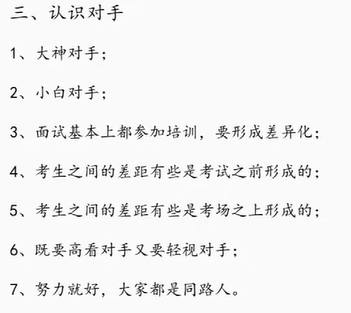 三、认识对手
1、大神对手；
2、小白对手；
3、面试基本上都参加培训，要形成差异化；
4、考生之间的差距有些是考试之前形成的；
5、考生之间的差距有些是考场之上形成的；
6、既要高看对手又要轻视对手；
7、努力就好，大家都是同路人。